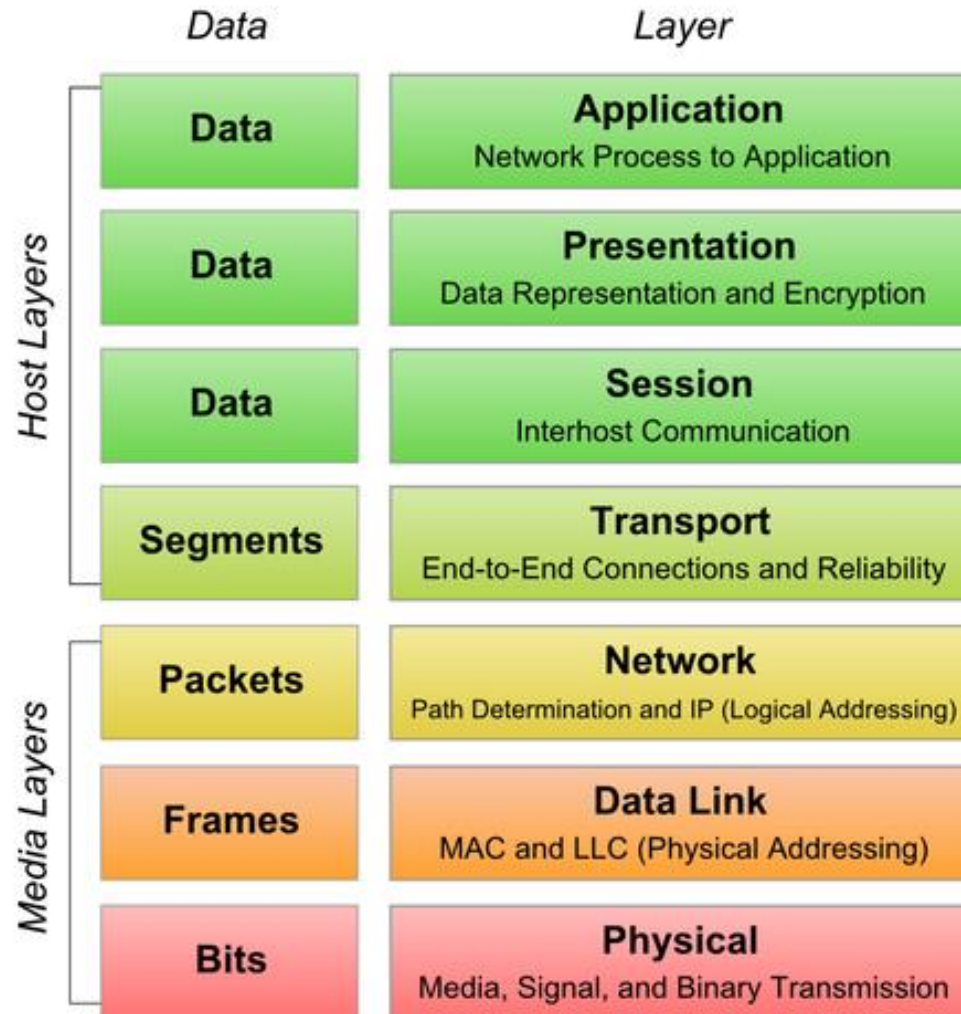 Data
Layer
Host Layers
Data
Application
Network Process to Application
Data
Presentation
Data Representation and Encryption
Data
Session
Interhost Communication
Segments
Transport
End-to-End Connections and Reliability
Media Layers
Packets
Network
Path Determination and IP (Logical Addressing)
Frames
Data Link
MAC and LLC (Physical Addressing)
Bits
Physical
Media, Signal, and Binary Transmission